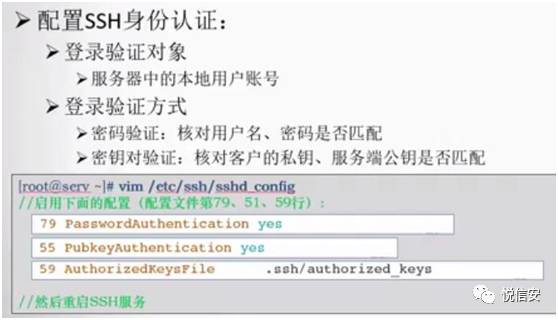 配置SSH身份认证：
登录验证对象
服务器中的本地用户账号
登录验证方式
密码验证：核对用户名、密码是否匹配
密钥对验证：核对客户的私钥、服务端公钥是否匹配
[root@serv ~]# vim /etc/ssh/sshd_config
//启用下面的配置（配置文件第79、51、59行）：
79 PasswordAuthentication yes
55 PubkeyAuthentication yes
59 AuthorizedKeysFile .ssh/authorized_keys
//然后重启SSH服务
悦信安